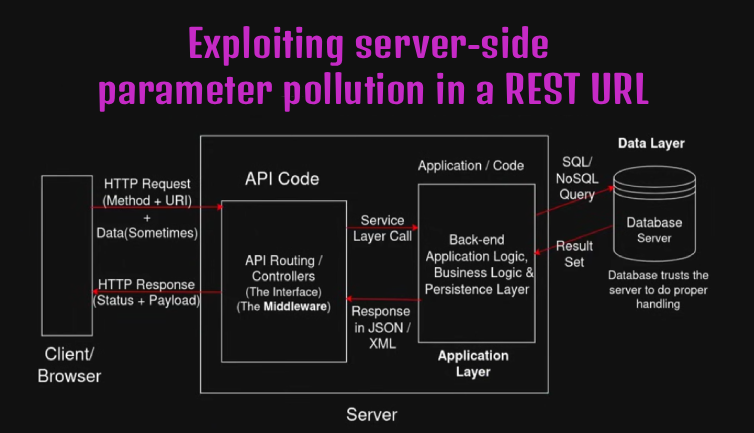 Exploiting server-side
parameter pollution in a REST URL
HTTP Request
(Method + URI)
+
Data(Sometimes)
HTTP Response
(Status + Payload)
Client/
Browser
API Code
API Routing /
Controllers
(The Interface)
(The Middleware)
Service
Layer Call
Response
in JSON /
XML
Application / Code
Back-end
Application Logic,
Business Logic &
Persistence Layer
Application
Layer
Server
SQL/
NoSQL
Query
Result
Set
Data Layer
Database
Server
Database trusts the
server to do proper
handling